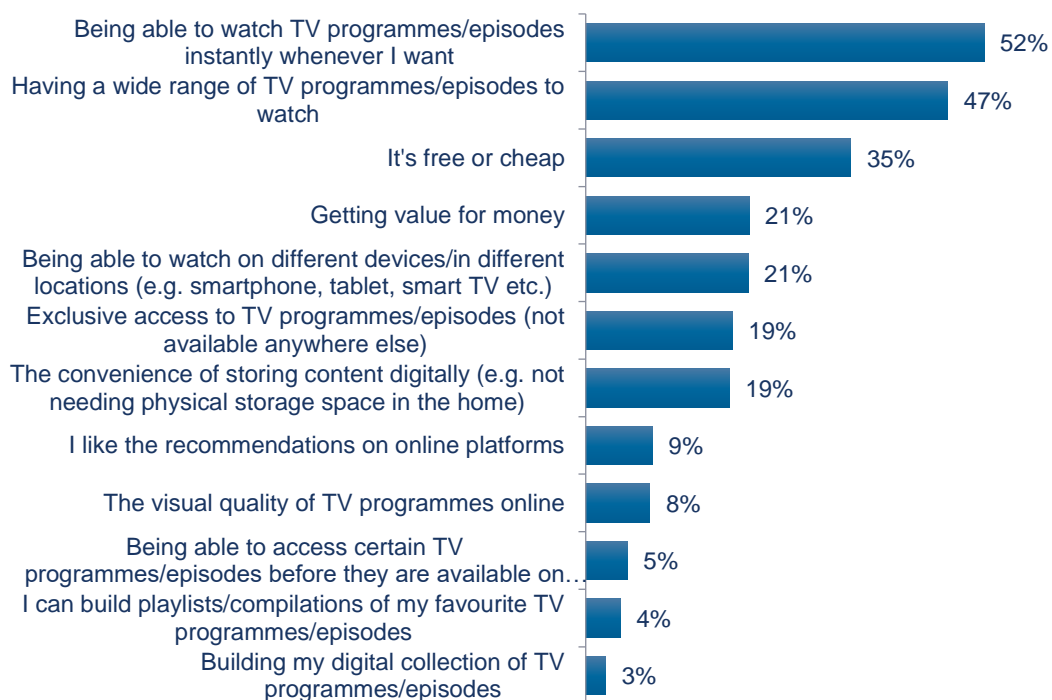 Being able to watch TV programmes/episodes
instantly whenever I want
52%
Having a wide range of TV programmes/episodes to
watch
47%
It's free or cheap
35%
Getting value for money
21%
Being able to watch on different devices/in different
locations (e.g. smartphone, tablet, smart TV etc.)
21%
Exclusive access to TV programmes/episodes (not
available anywhere else)
19%
The convenience of storing content digitally (e.g. not
needing physical storage space in the home)
19%
I like the recommendations on online platforms
9%
The visual quality of TV programmes online
8%
Being able to access certain TV
programmes/episodes before they are available on…
5%
I can build playlists/compilations of my favourite TV
programmes/episodes
4%
Building my digital collection of TV
programmes/episodes
3%